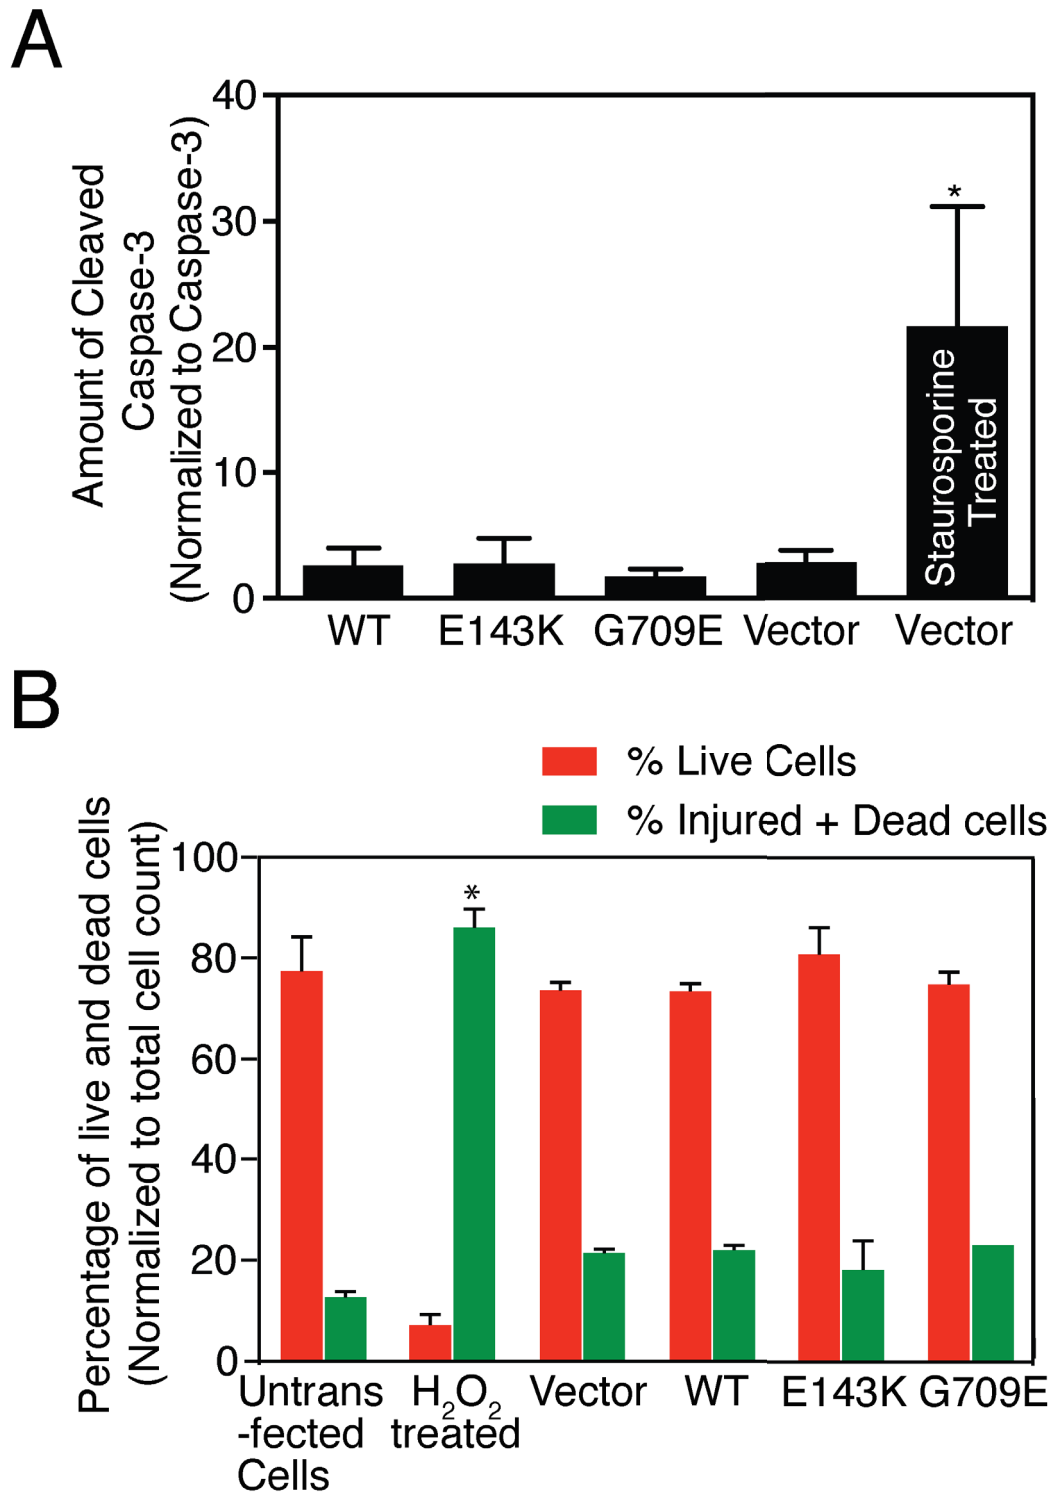 A
Amount of Cleaved
Caspase-3
(Normalized to Caspase-3)
40
30
20
10
0
*
Staurosporine
Treated
WT
E143K
G709E
Vector
Vector
B
% Live Cells
% Injured + Dead cells
Percentage of live and dead cells
(Normalized to total cell count)
100
80
60
40
20
0
*
Untrans
-fected
Cells
H₂O₂
treated
Vector
WT
E143K
G709E